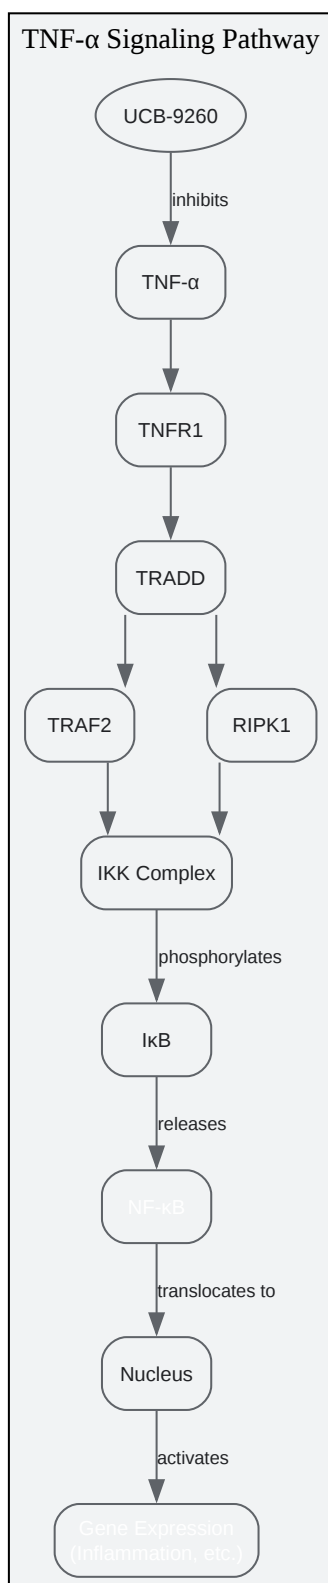 TNF-α Signaling Pathway
UCB-9260
inhibits
TNF-α
TNFR1
TRADD
TRAF2
RIPK1
IKK Complex
phosphorylates
IκB
releases
NF-κB
translocates to
Nucleus
activates
Gene Expression
(Inflammation, etc.)